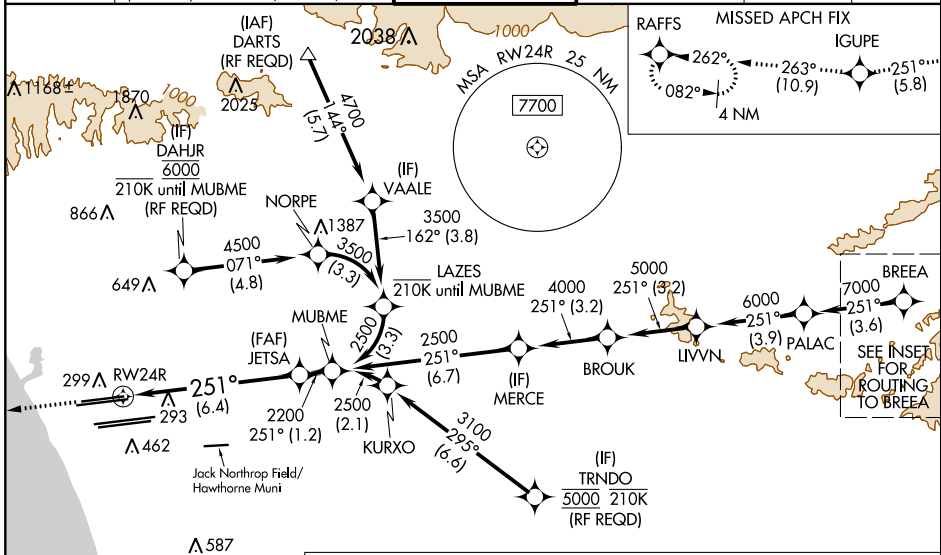 (IAF)
DARTS
(RF REQD)
2038
1000
MSA RW24R 25 NM
7700
MISSED APCH FIX
RAFFS
IGUPE
262°
263°
(10.9)
251°
(5.8)
082°
4 NM
1168±
1870
1000
2025
4700
144°
(5.7)
(IF)
DAHJR
6000
210K until MUBME
(RF REQD)
(IF)
VAALE
866
NORPE
1387
3500
162° (3.8)
3500
(3.3)
4500
071°
(4.8)
649
LAZES
210K until MUBME
MUBME
2500
(3.3)
4000
251° (3.2)
5000
251° (3.2)
BREEA
7000
251°
(3.6)
6000
251°
(3.9)
PALAC
LIVVN
BROUK
2500
251°
(6.7)
(IF)
MERCE
SEE INSET
FOR
ROUTING
TO BREEA
(FAF)
JETSA
299
RW24R
251°
(6.4)
293
2200
251° (1.2)
2500
(2.1)
KURXO
3100
295°
(6.6)
462
Jack Northrop Field/
Hawthorne Muni
(IF)
TRNDO
5000 210K
(RF REQD)
587